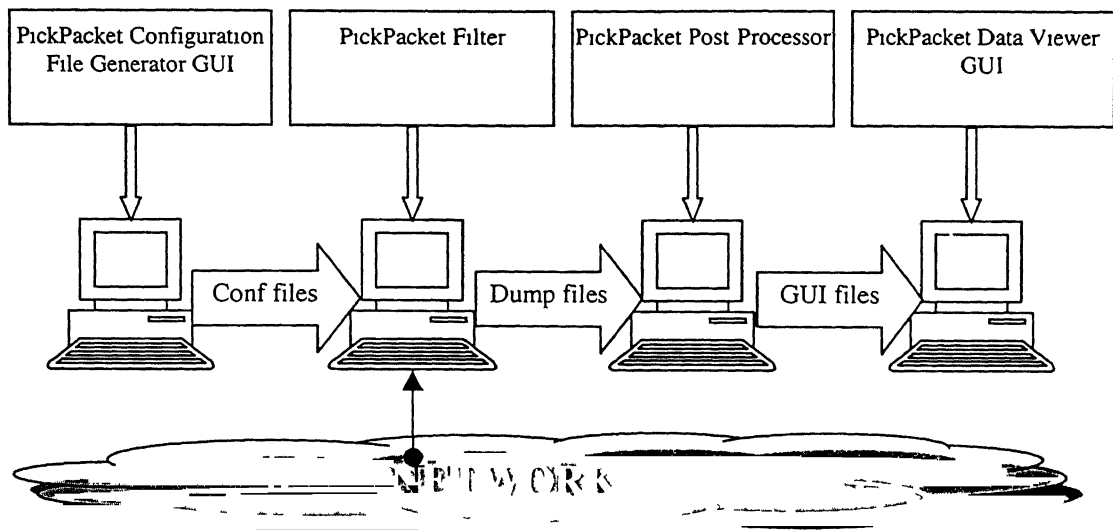 PickPacket Configuration
File Generator GUI
PickPacket Filter
PickPacket Post Processor
PickPacket Data Viewer
GUI
Conf files
Dump files
GUI files
NETWORK